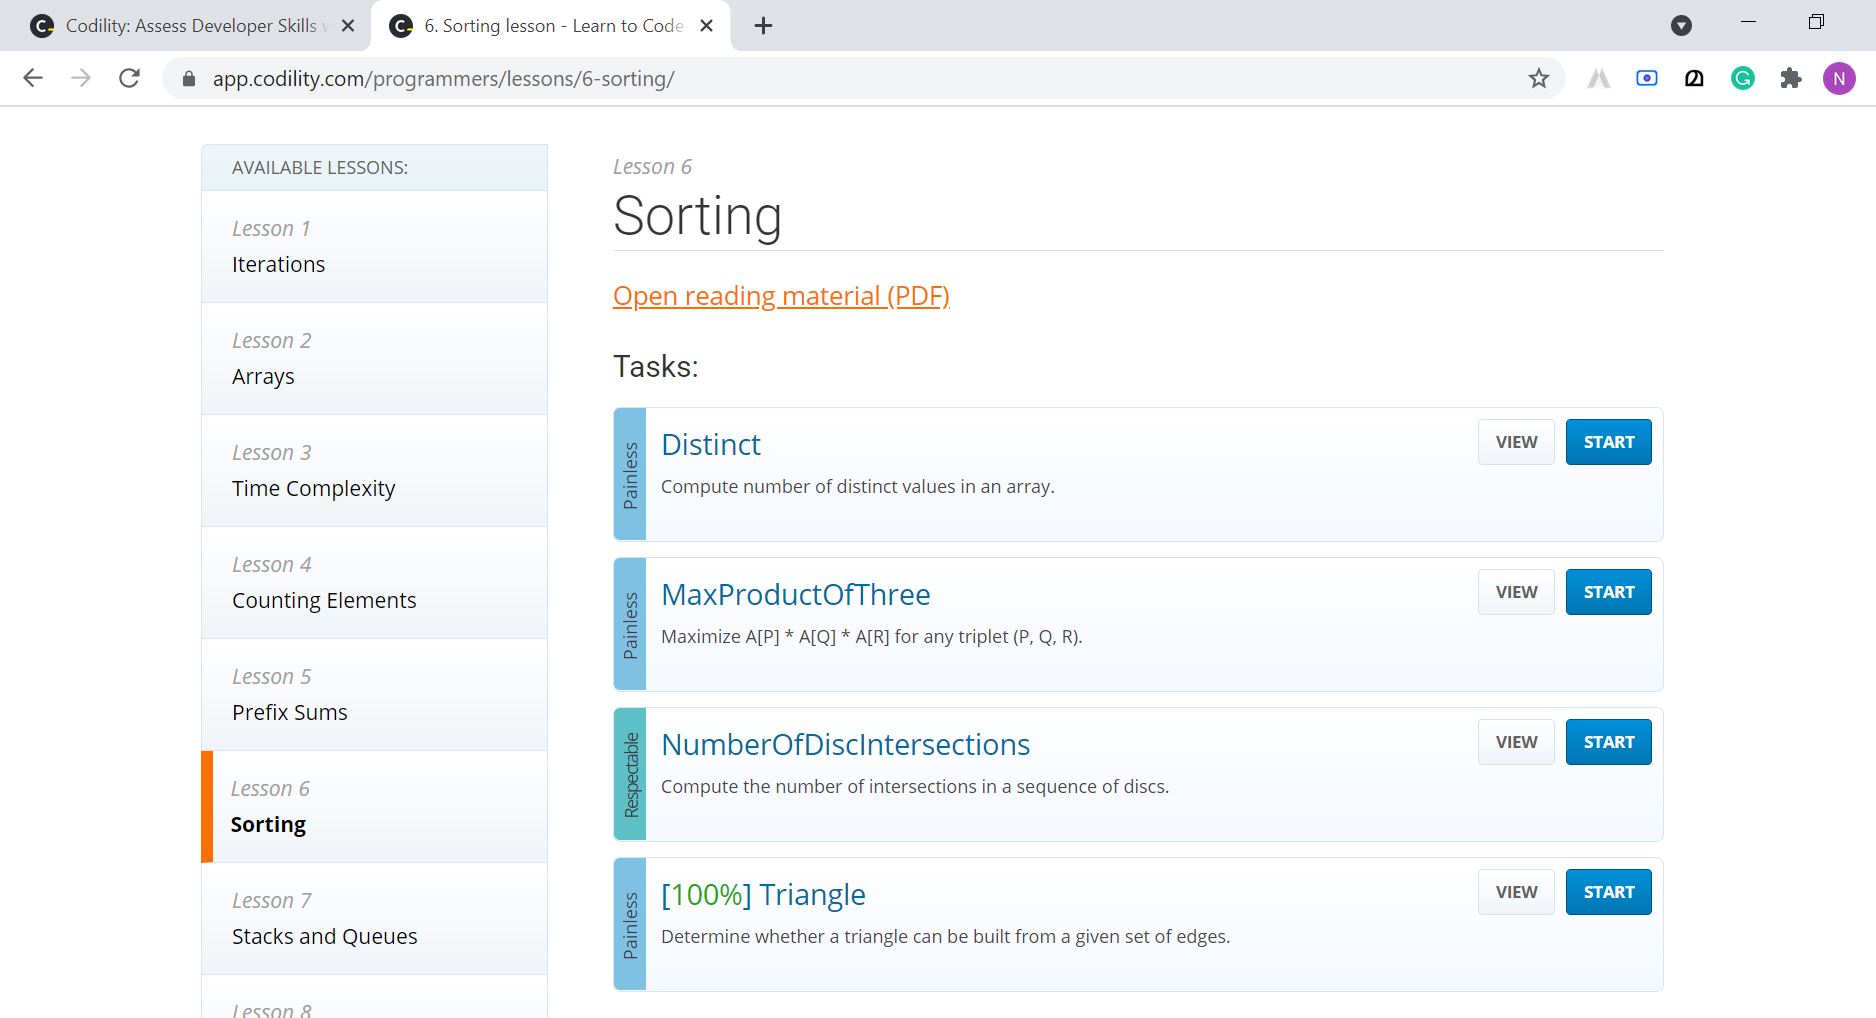 Codility: Assess Developer Skills
6. Sorting lesson - Learn to Code
app.codility.com/programmers/lessons/6-sorting/
N
AVAILABLE LESSONS:
Lesson 1
Iterations
Lesson 2
Arrays
Lesson 3
Time Complexity
Lesson 4
Counting Elements
Lesson 5
Prefix Sums
Lesson 6
Sorting
Lesson 7
Stacks and Queues
Lesson 8
Lesson 6
Sorting
Open reading material (PDF)
Tasks:
Painless
Distinct
VIEW
START
Compute number of distinct values in an array.
Painless
MaxProductOfThree
VIEW
START
Maximize A[P] * A[Q] * A[R] for any triplet (P, Q, R).
Respectable
NumberOfDiscIntersections
VIEW
START
Compute the number of intersections in a sequence of discs.
Painless
[100%] Triangle
VIEW
START
Determine whether a triangle can be built from a given set of edges.